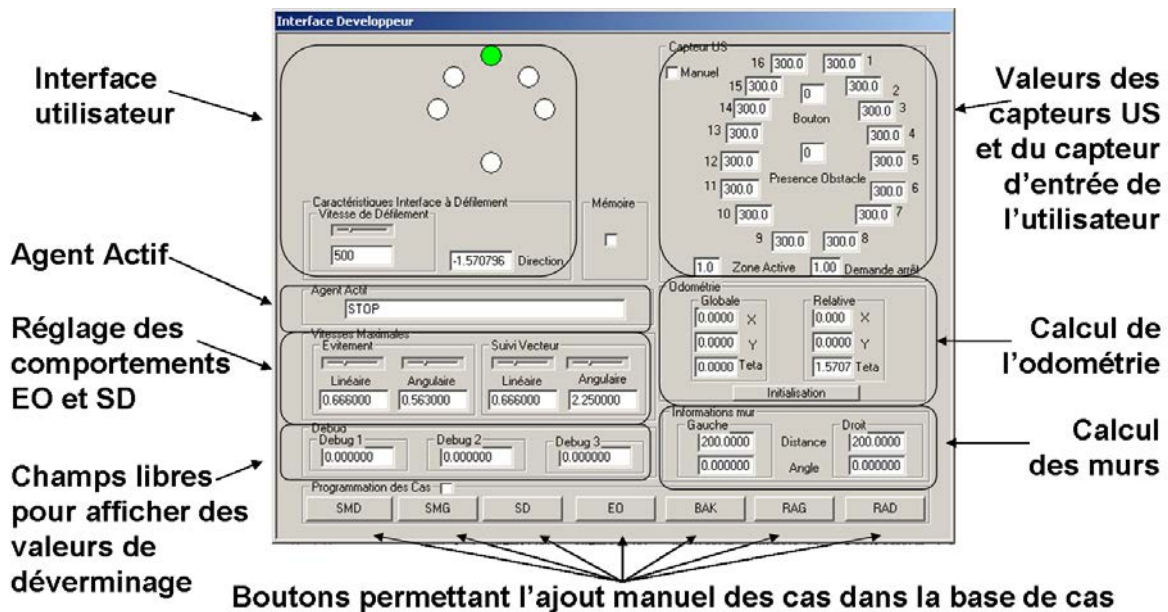 Interface Developpeur
Interface
utilisateur
Agent Actif
Réglage des
comportements
EO et SD
Champs libres
pour afficher des
valeurs de
déverminage
Caractéristiques Interface à Défilement
Vitesse de Défilement
500
-1.570796 Direction
Mémoire
Agent Actif
STOP
Vitesses Maximales
Evitement
Linéaire Angulaire
0.666000 0.563000
Suivi Vecteur
Linéaire Angulaire
0.666000 2.250000
Debug
Debug 1 Debug 2 Debug 3
0.000000 0.000000 0.000000
Programmation des Cas
SMD SMG SD EO BAK RAG RAD
Capteur US
Manuel
16 300.0 300.0 1
15 300.0 0 300.0 2
14 300.0 Bouton 300.0 3
13 300.0 300.0 4
12 300.0 0 300.0 5
Presence Obstacle
11 300.0 300.0 6
10 300.0 300.0 7
9 300.0 300.0 8
1.0 Zone Active 1.00 Demande arrêt
Odométrie
Globale Relative
0.0000 X 0.000 X
0.0000 Y 0.0000 Y
0.0000 Teta 1.5707 Teta
Initialisation
Informations mur
Gauche Droit
200.0000 Distance 200.0000
0.000000 Angle 0.000000
Valeurs des
capteurs US
et du capteur
d’entrée de
l’utilisateur
Calcul de
l’odométrie
Calcul
des murs
Boutons permettant l’ajout manuel des cas dans la base de cas